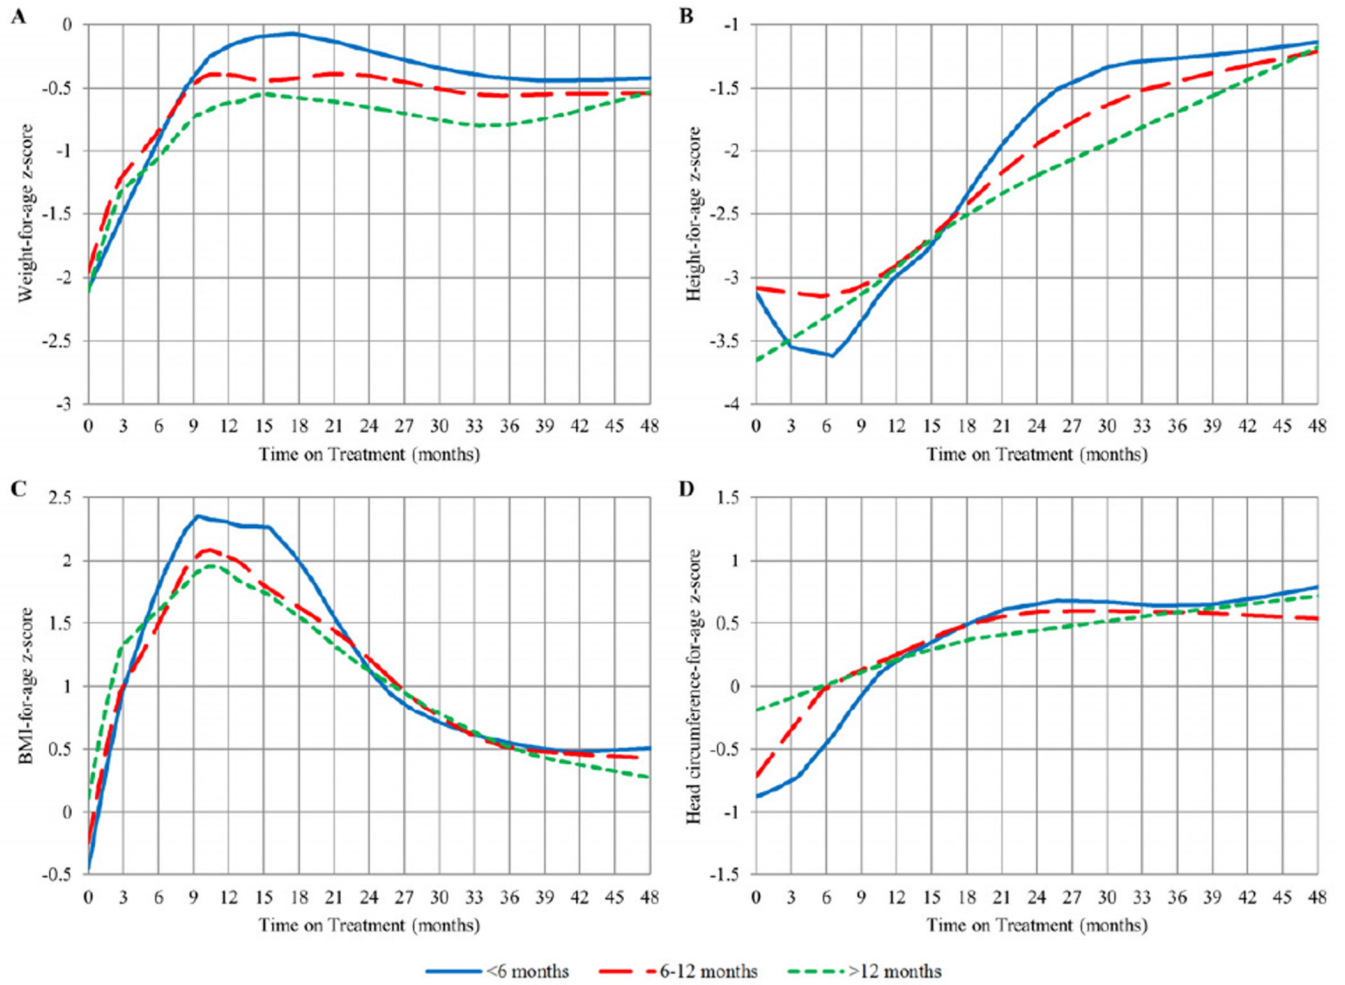 A
0
-0.5
-1
-1.5
-2
-2.5
-3
Weight-for-age z-score
0 3 6 9 12 15 18 21 24 27 30 33 36 39 42 45 48
Time on Treatment (months)
B
-1
-1.5
-2
-2.5
-3
-3.5
-4
Height-for-age z-score
0 3 6 9 12 15 18 21 24 27 30 33 36 39 42 45 48
Time on Treatment (months)
C
2.5
2
1.5
1
0.5
0
-0.5
BMI-for-age z-score
0 3 6 9 12 15 18 21 24 27 30 33 36 39 42 45 48
Time on Treatment (months)
D
1.5
1
0.5
0
-0.5
-1
-1.5
Head circumference-for-age z-score
0 3 6 9 12 15 18 21 24 27 30 33 36 39 42 45 48
Time on Treatment (months)
<6 months 6-12 months >12 months